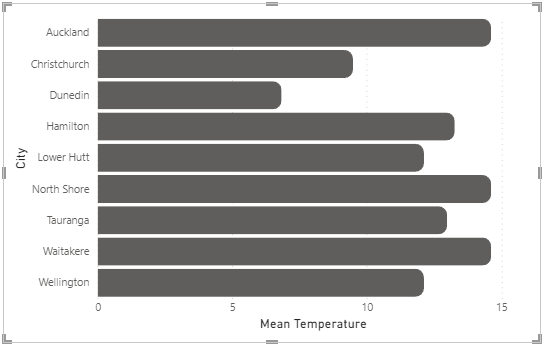 Auckland
Christchurch
Dunedin
Hamilton
Lower Hutt
North Shore
Tauranga
Waitakere
Wellington
City
0 5 10 15
Mean Temperature